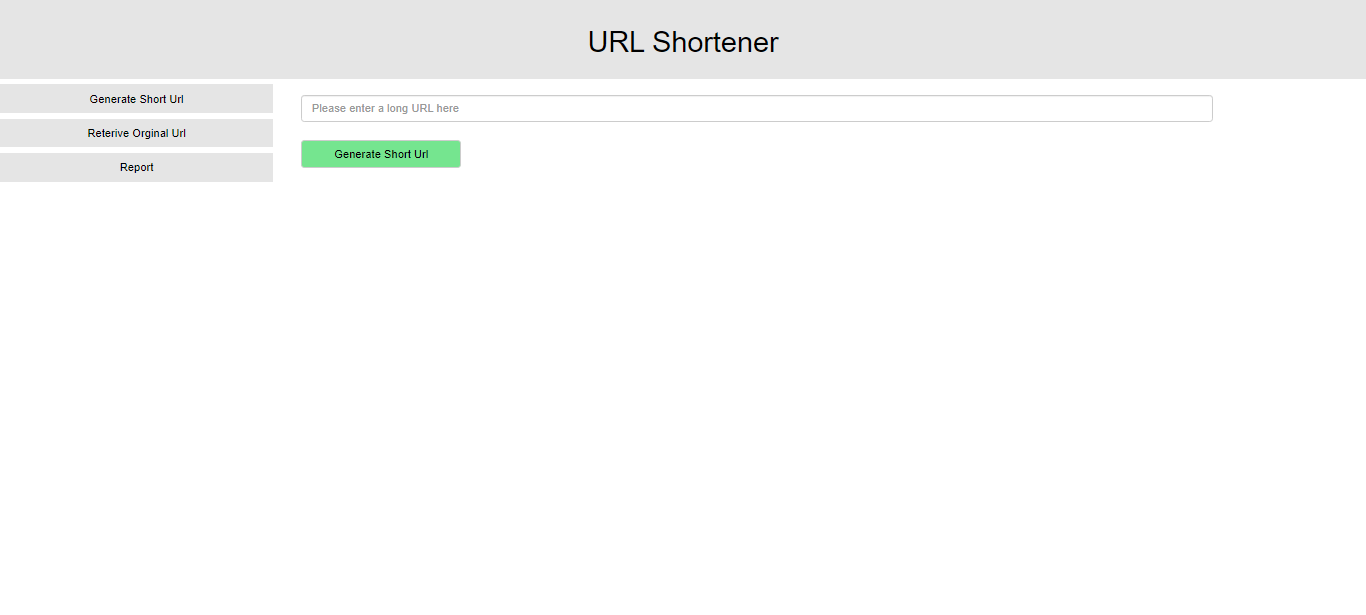 URL Shortener
Generate Short Url
Reterive Orginal Url
Report
Please enter a long URL here
Generate Short Url